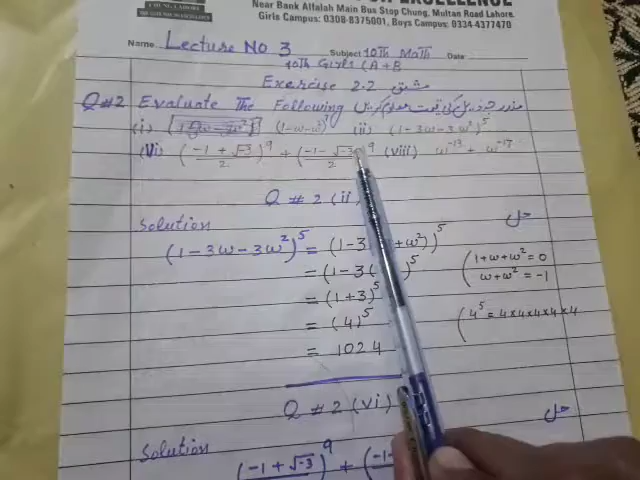 Near Bank Alfalah Main Bus Stop Chung, Multan Road Lahore.
Girls Campus: 0308-8375001, Boys Campus: 0334-4377470
Name Lecture No 3 Subject 10th Math Date
10th Girls (A+B
Exercise 2.2 مشق
Q#2 Evaluate The Following
(i) (1-ω-ω²)⁷ (ii) (1-3ω-3ω²)⁵
(vi) (-1+√-3/2)⁹ + (-1-√-3/2)⁹ (viii) ω⁻¹³ + ω⁻¹⁷
Q # 2 (ii)
Solution حل
(1-3ω-3ω²)⁵ = (1-3 +ω²))⁵
= (1-3( )⁵ (1+ω+ω²=0
= (1+3)⁵ ω+ω² = -1
= (4)⁵ (4⁵ = 4×4×4×4×4
= 1024
Q # 2 (vi)
Solution حل
(-1+√-3)⁹ + (-1